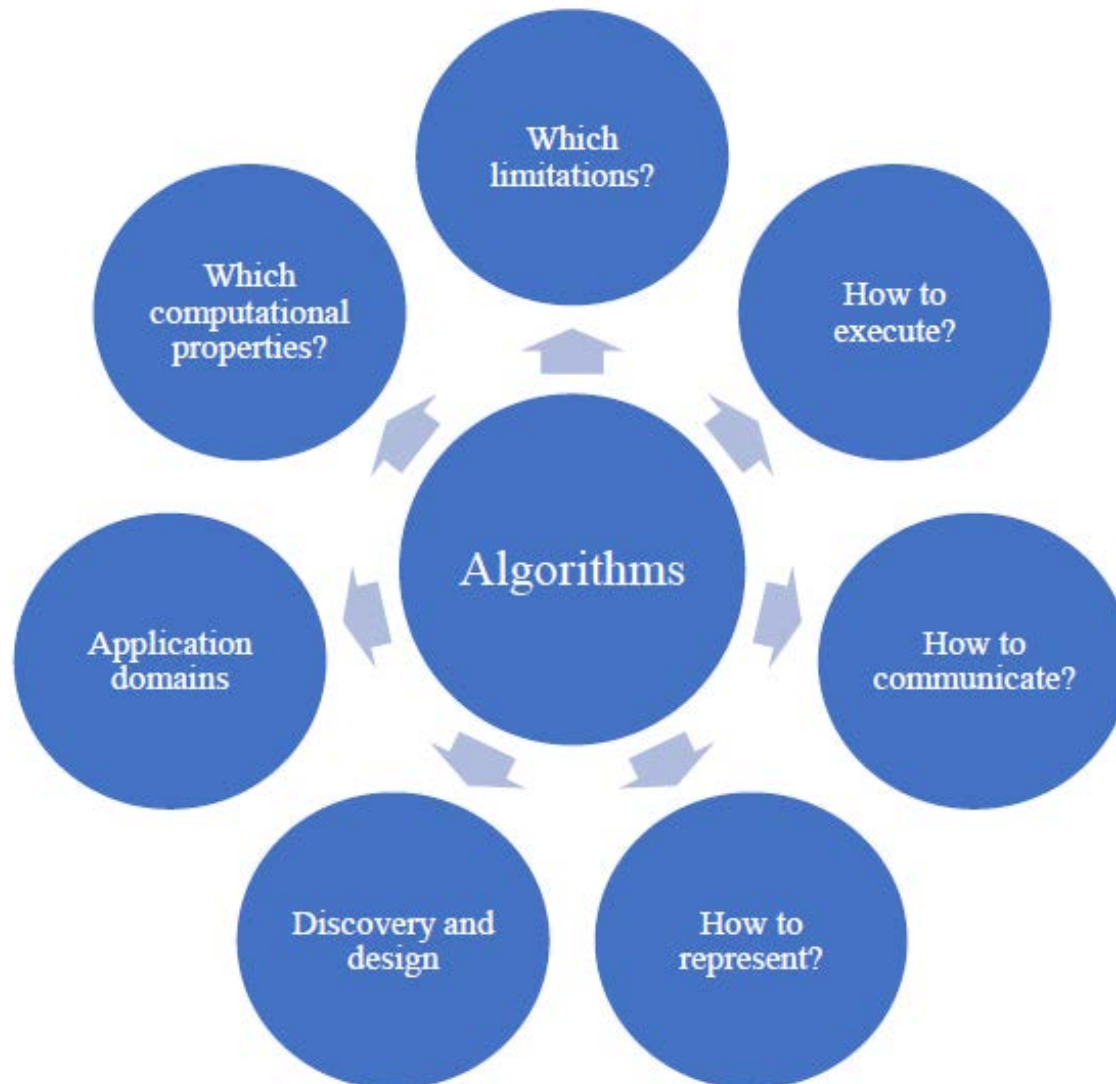 Which
limitations?
How to
execute?
How to
communicate?
How to
represent?
Discovery and
design
Application
domains
Which
computational
properties?
Algorithms